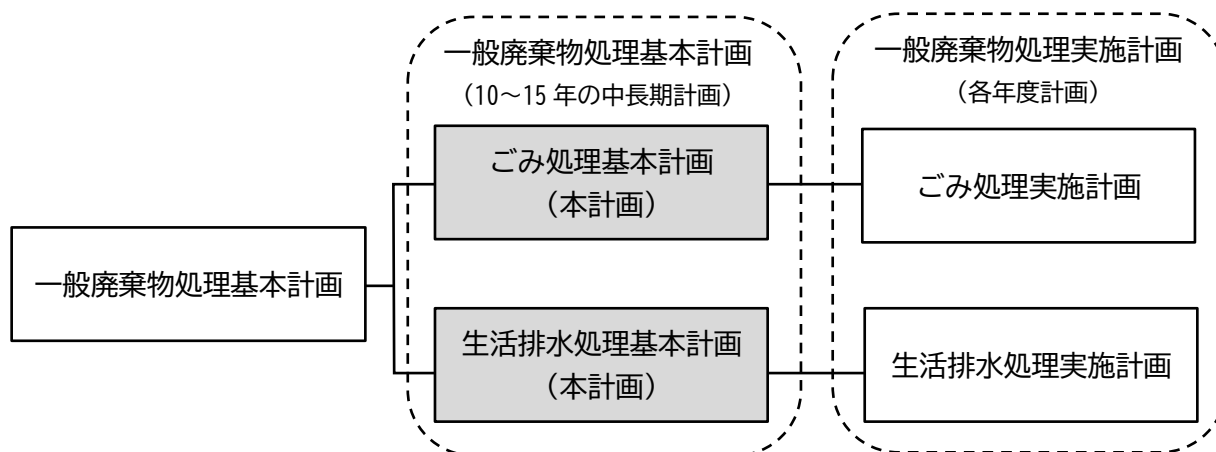 一般廃棄物処理基本計画
（10～15 年の中長期計画）
ごみ処理基本計画
（本計画）
生活排水処理基本計画
（本計画）
一般廃棄物処理実施計画
（各年度計画）
ごみ処理実施計画
生活排水処理実施計画
一般廃棄物処理基本計画